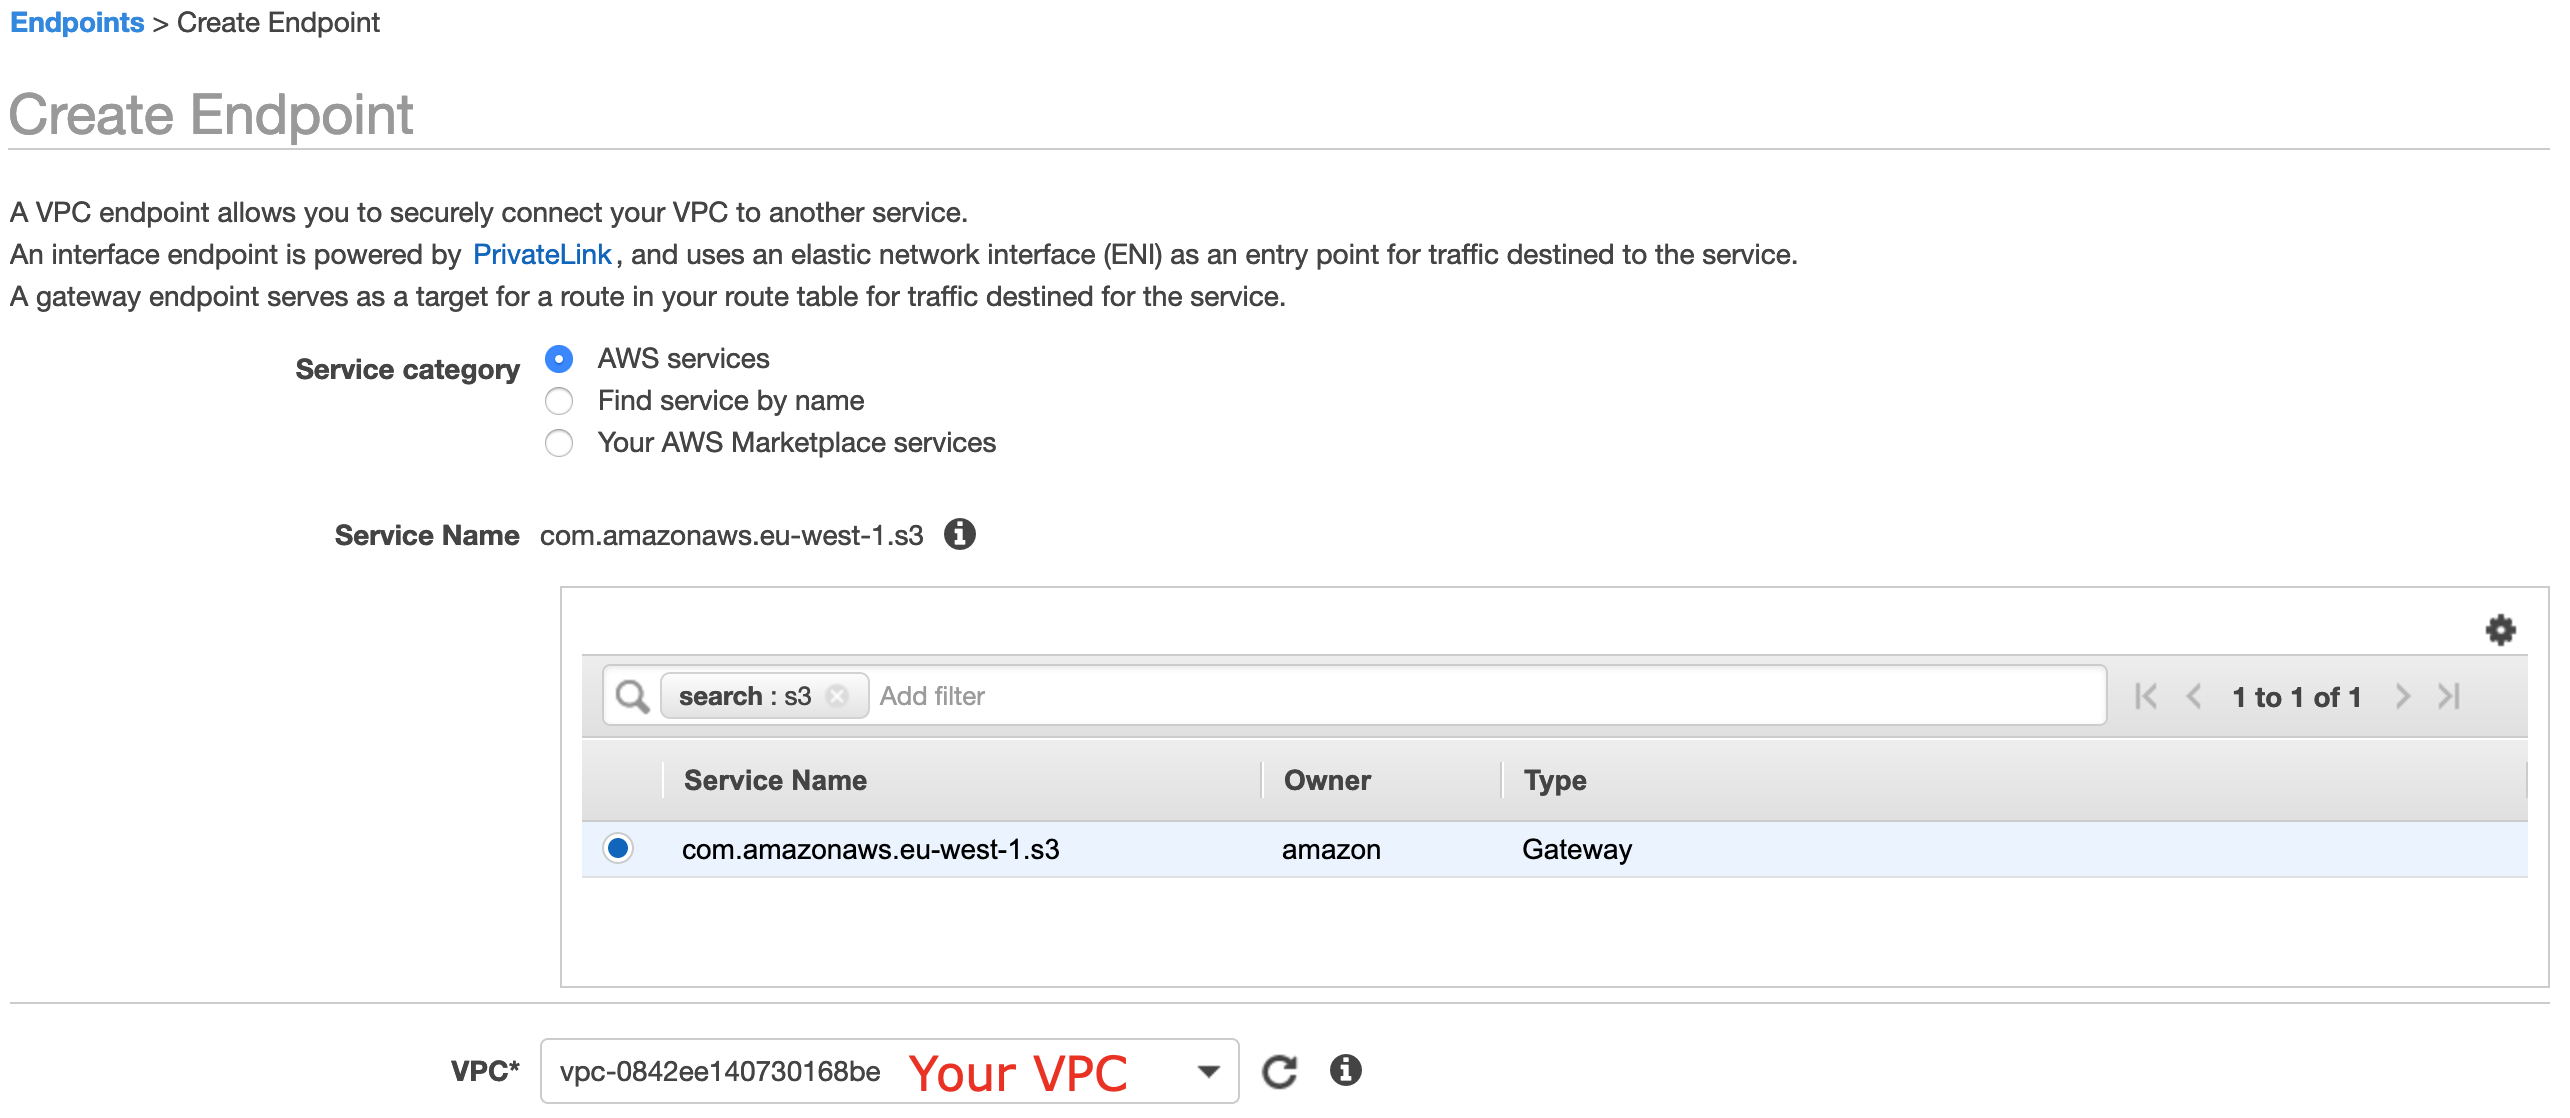 Endpoints > Create Endpoint
Create Endpoint
A VPC endpoint allows you to securely connect your VPC to another service.
An interface endpoint is powered by PrivateLink, and uses an elastic network interface (ENI) as an entry point for traffic destined to the service.
A gateway endpoint serves as a target for a route in your route table for traffic destined for the service.
Service category AWS services
Find service by name
Your AWS Marketplace services
Service Name com.amazonaws.eu-west-1.s3
search : s3 Add filter 1 to 1 of 1
Service Name Owner Type
com.amazonaws.eu-west-1.s3 amazon Gateway
VPC* vpc-0842ee140730168be Your VPC